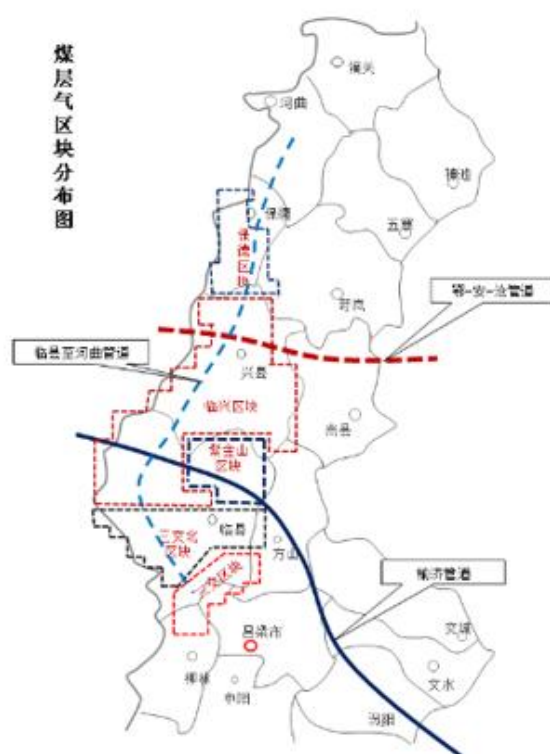 煤层气区块分布图
偏关
河曲
神池
保德
五寨
保德区块
岢岚
鄂-安-沧管道
临县至河曲管道
兴县
临兴区块
岚县
紫金山
区块
三交北
区块
临县
方山
三交区块
榆济管道
吕梁市
交城
柳林
中阳
文水
汾阳